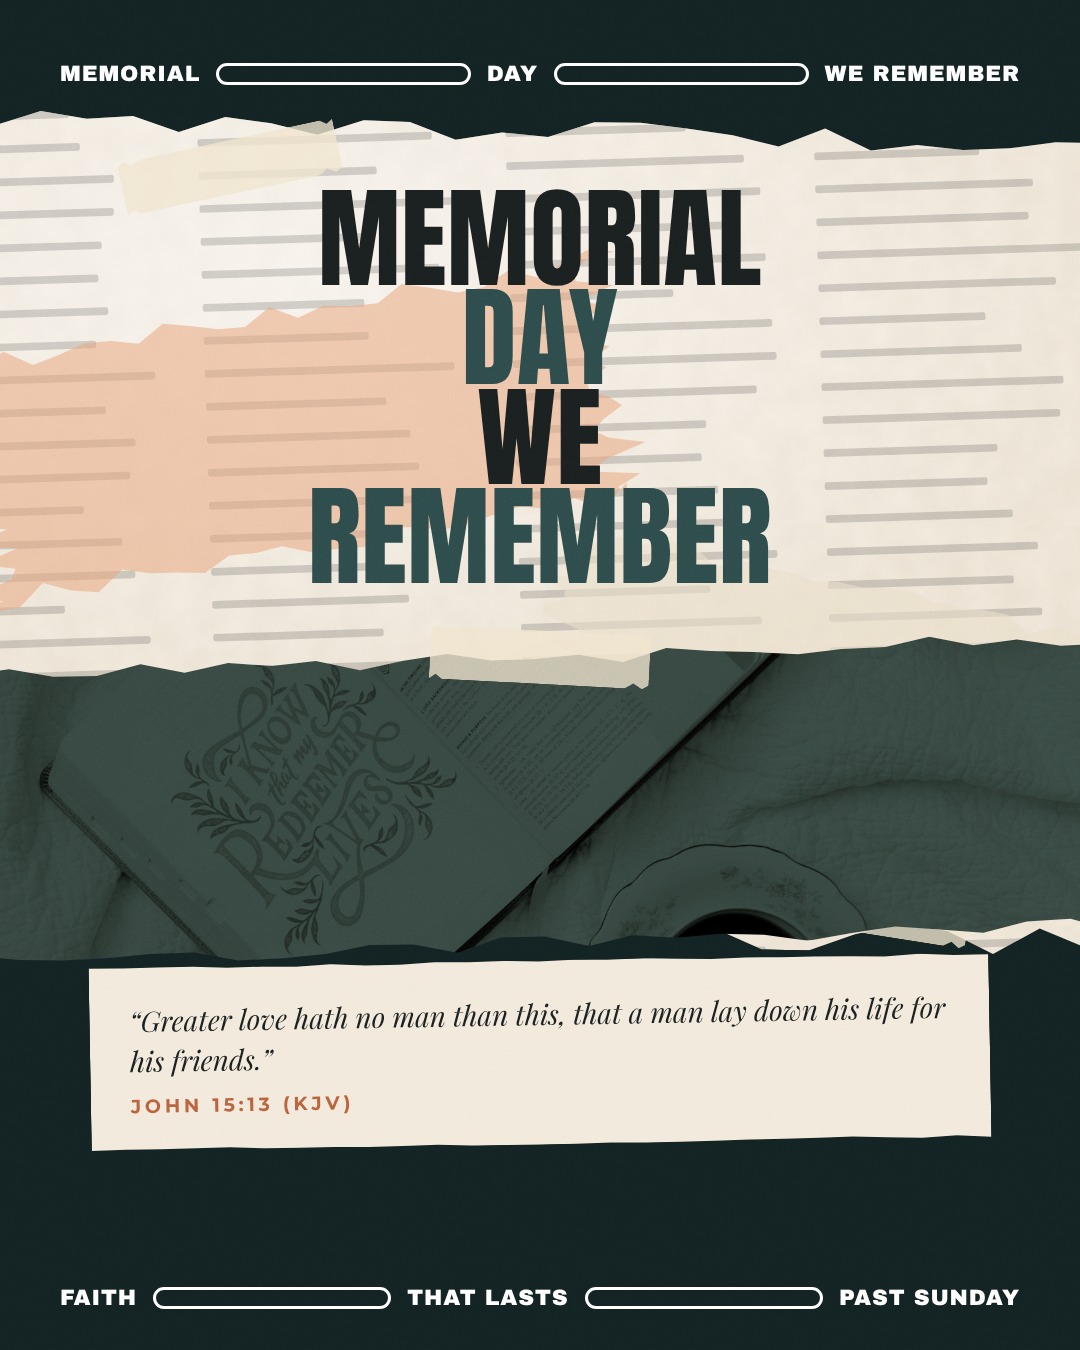 MEMORIAL DAY WE REMEMBER
MEMORIAL
DAY
WE
REMEMBER
I KNOW
that my
REDEEMER
LIVES
“Greater love hath no man than this, that a man lay down his life for
his friends.”
JOHN 15:13 (KJV)
FAITH THAT LASTS PAST SUNDAY